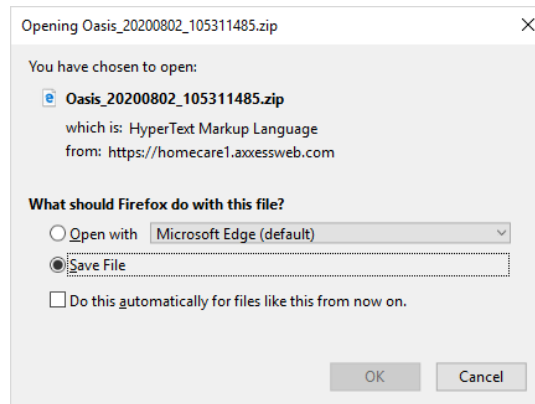 Opening Oasis_20200802_105311485.zip
You have chosen to open:
Oasis_20200802_105311485.zip
which is: HyperText Markup Language
from: https://homecare1.axxessweb.com
What should Firefox do with this file?
Open with Microsoft Edge (default)
Save File
Do this automatically for files like this from now on.
OK Cancel